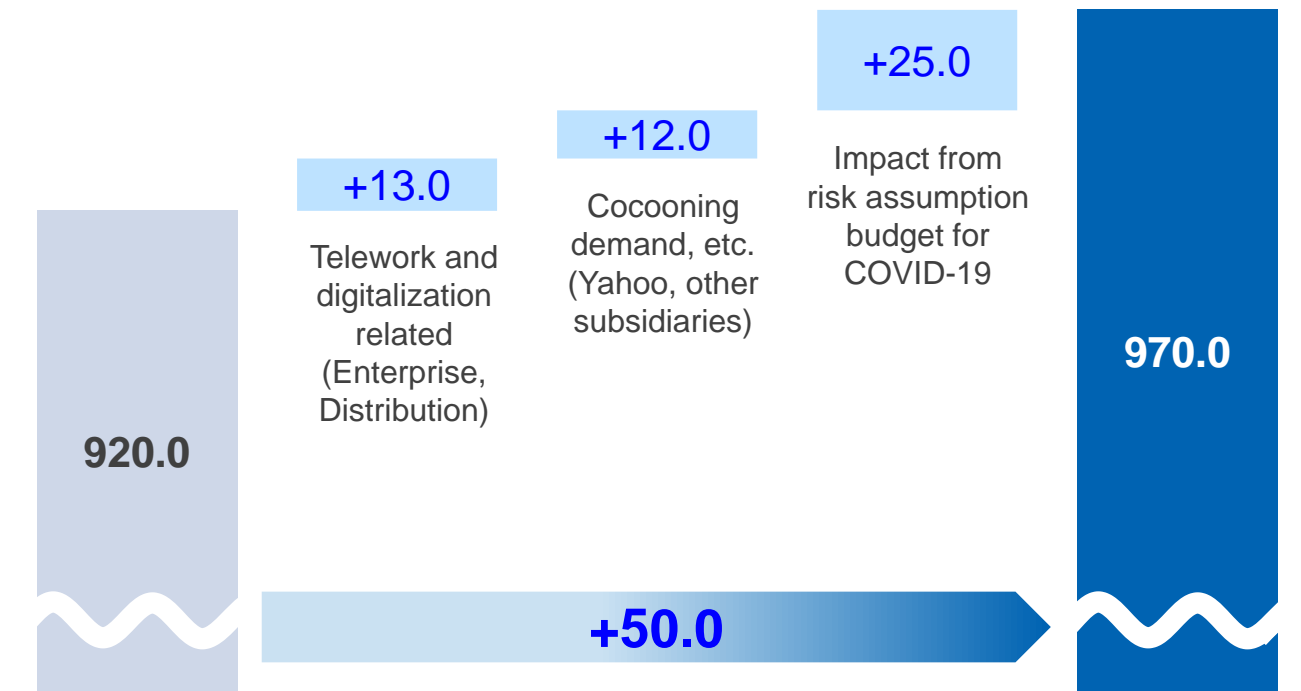 920.0
+13.0
Telework and
digitalization
related
(Enterprise,
Distribution)
+12.0
Cocooning
demand, etc.
(Yahoo, other
subsidiaries)
+25.0
Impact from
risk assumption
budget for
COVID-19
970.0
+50.0